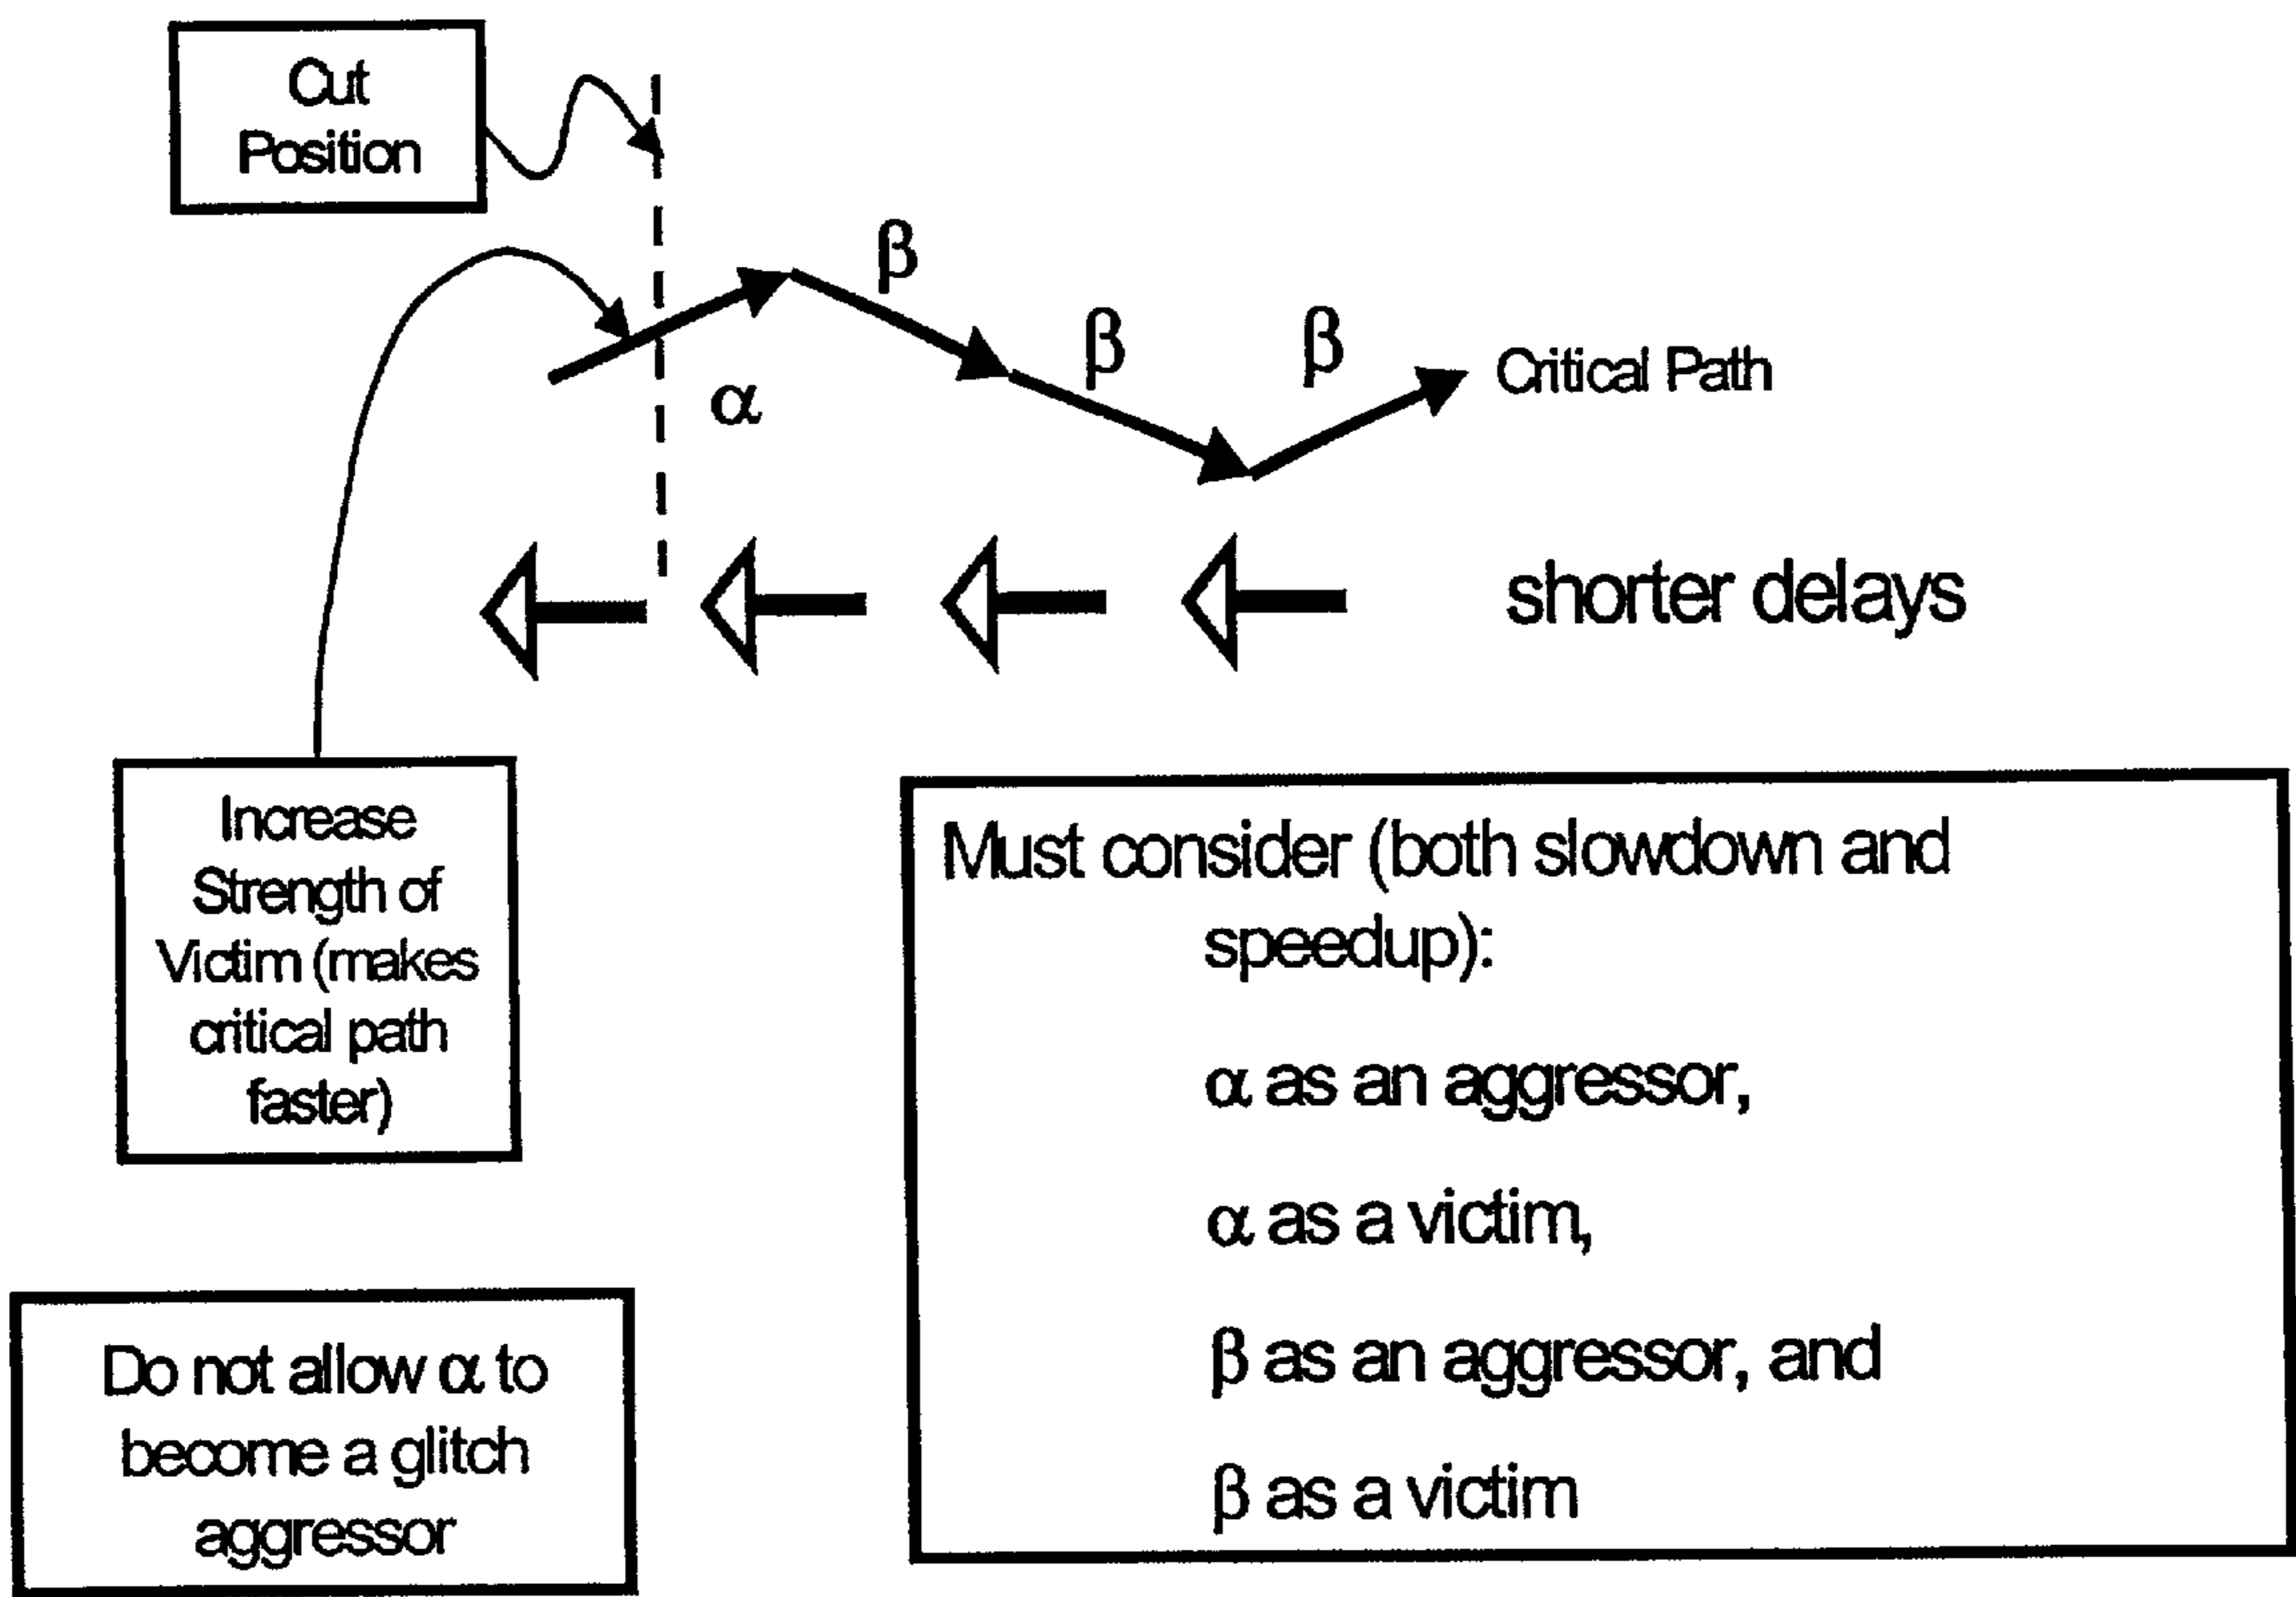 Cut
Position
β
β
β
Critical Path
α
shorter delays
Increase
Strength of
Victim (makes
critical path
faster)
Must consider (both slowdown and
speedup):
α as an aggressor,
α as a victim,
β as an aggressor, and
β as a victim
Do not allow α to
become a glitch
aggressor